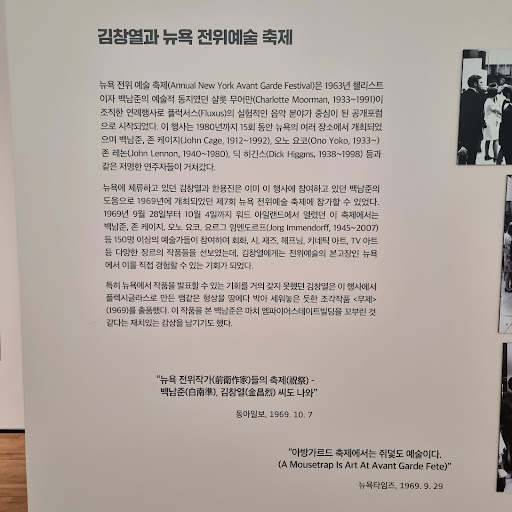 김창열과 뉴욕 전위예술 축제
뉴욕 전위 예술 축제(Annual New York Avant Garde Festival)은 1963년 첼리스트
이자 백남준의 예술적 동지였던 샬롯 무어만(Charlotte Moorman, 1933~1991)이
조직한 연례행사로 플럭서스(Fluxus)의 실험적인 음악 분야가 중심이 된 공개포럼
으로 시작되었다. 이 행사는 1980년까지 15회 동안 뉴욕의 여러 장소에서 개최되었
으며 백남준, 존 케이지(John Cage, 1912~1992), 오노 요코(Ono Yoko, 1933~)
존 레논(John Lennon, 1940~1980), 딕 히긴스(Dick Higgins, 1938~1998) 등과
같은 저명한 연주자들이 거쳐갔다.
뉴욕에 체류하고 있던 김창열과 한용진은 이미 이 행사에 참여하고 있던 백남준의
도움으로 1969년에 개최되었던 제7회 뉴욕 전위예술 축제에 참가할 수 있었다.
1969년 9월 28일부터 10월 4일까지 워드 아일랜드에서 열렸던 이 축제에서는
백남준, 존 케이지, 오노 요코, 요르그 임멘도르프(Jorg Immendorff, 1945~2007)
등 150명 이상의 예술가들이 참여하여 회화, 시, 재즈, 해프닝, 키네틱 아트, TV 아트
등 다양한 장르의 작품들을 선보였는데, 김창열에게는 전위예술의 본고장인 뉴욕
에서 이를 직접 경험할 수 있는 기회가 되었다.
특히 뉴욕에서 작품을 발표할 수 있는 기회를 거의 갖지 못했던 김창열은 이 행사에서
플렉시글라스로 만든 뱀같은 형상을 땅에다 박아 세워놓은 듯한 조각작품 <무제>
(1969)를 출품했다. 이 작품을 본 백남준은 마치 엠파이어스테이트빌딩을 꼬부린 것
같다는 재치있는 감상을 남기기도 했다.
“뉴욕 전위작가(前衛作家)들의 축제(祝祭) -
백남준(白南準), 김창열(金昌烈) 씨도 나와”
동아일보, 1969. 10. 7
“아방가르드 축제에서는 쥐덫도 예술이다.
(A Mousetrap Is Art At Avant Garde Fete)”
뉴욕타임즈, 1969. 9. 29